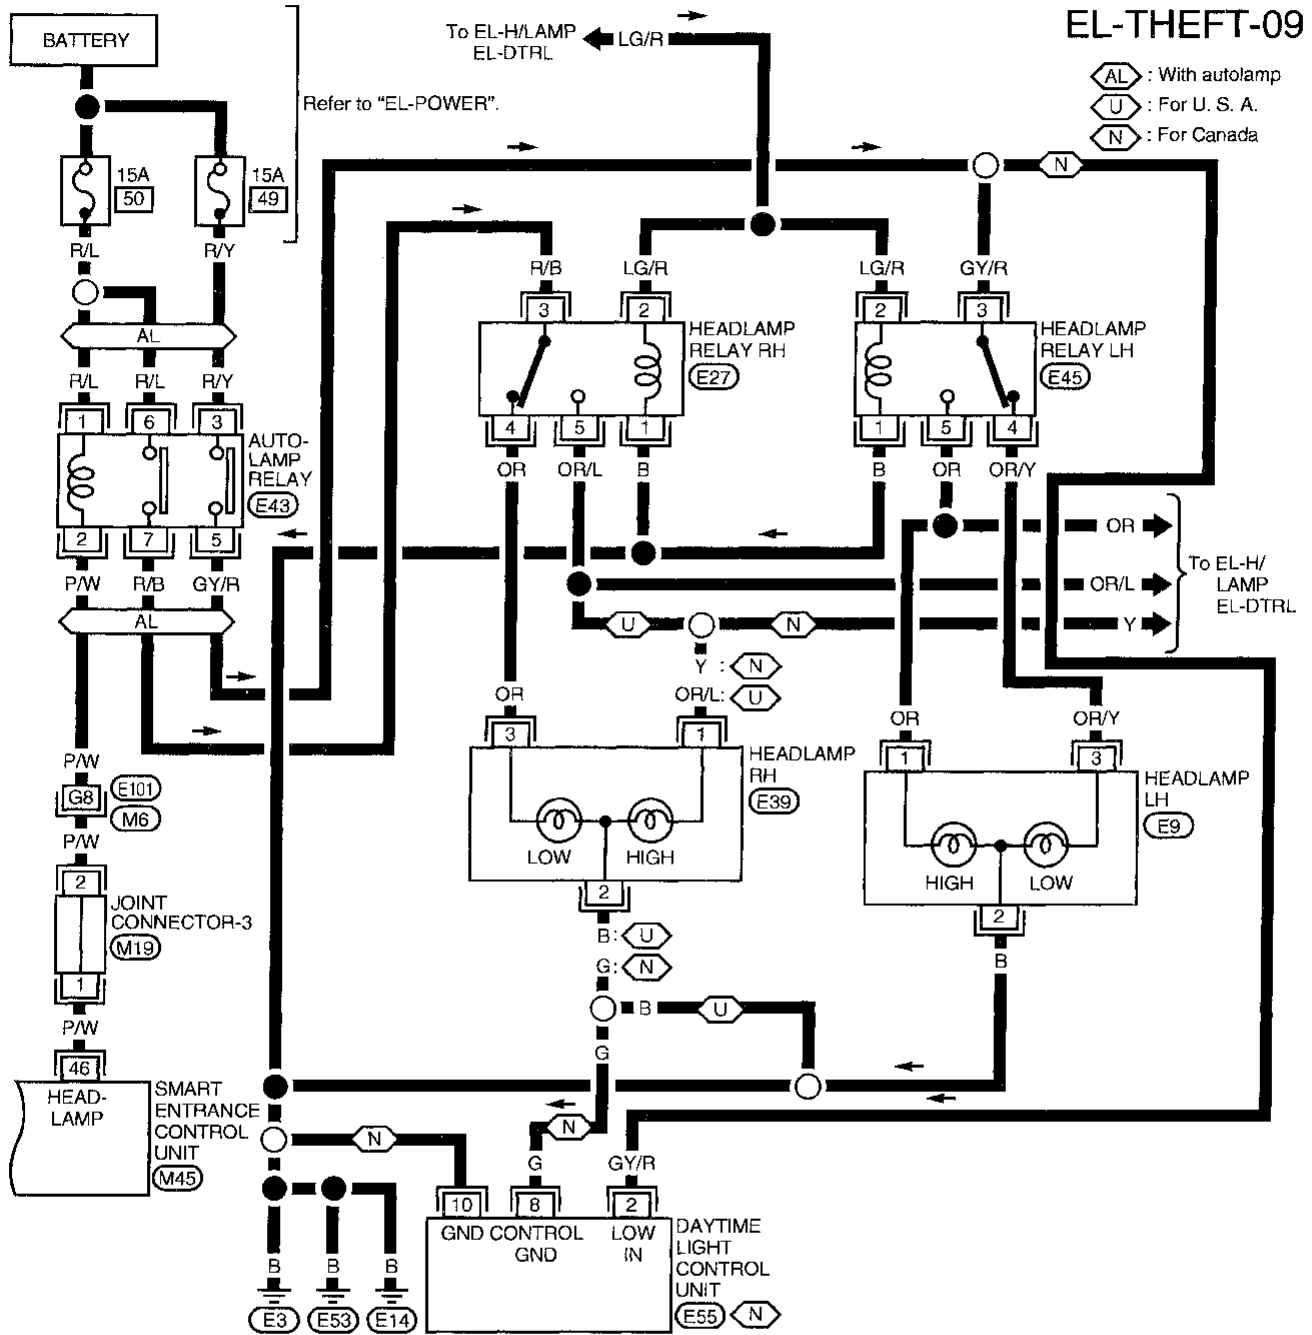 EL-THEFT-09
BATTERY
To EL-H/LAMP
EL-DTRL
LG/R
AL : With autolamp
U : For U. S. A.
N : For Canada
Refer to "EL-POWER".
15A
50
15A
49
N
R/L
R/Y
R/B
LG/R
LG/R
GY/R
AL
3
2
2
3
HEADLAMP
RELAY RH
E27
HEADLAMP
RELAY LH
E45
R/L
R/L
R/Y
1
6
3
4
5
1
1
5
4
AUTO-
LAMP
RELAY
E43
OR
OR/L
B
B
OR
OR/Y
2
7
5
OR
OR/L
Y
To EL-H/
LAMP
EL-DTRL
P/W
R/B
GY/R
AL
U
N
Y : N
OR/L: U
OR
OR
OR/Y
3
1
1
3
HEADLAMP
RH
E39
HEADLAMP
LH
E9
P/W
G8
E101
M6
P/W
LOW
HIGH
HIGH
LOW
2
2
2
JOINT
CONNECTOR-3
M19
1
B: U
G: N
B
B
U
G
P/W
46
HEAD-
LAMP
SMART
ENTRANCE
CONTROL
UNIT
M45
N
N
G
GY/R
10
8
2
GND
CONTROL
GND
LOW
IN
DAYTIME
LIGHT
CONTROL
UNIT
E55 N
B
B
B
E3
E53
E14